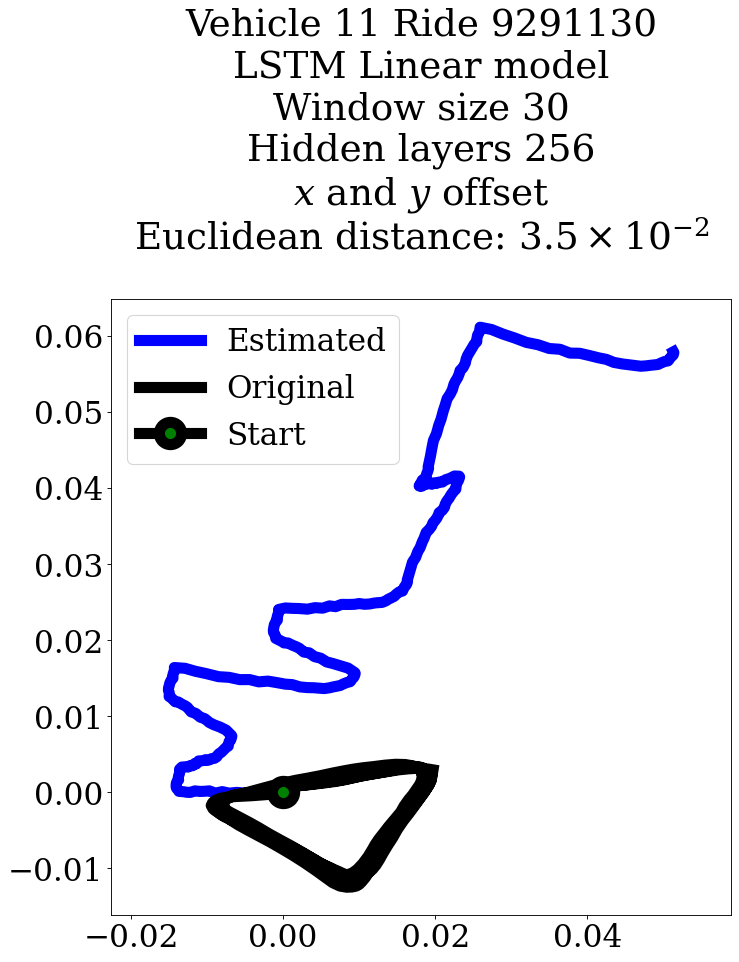 Vehicle 11 Ride 9291130
LSTM Linear model
Window size 30
Hidden layers 256
x and y offset
Euclidean distance: 3.5 × 10⁻²
Estimated
Original
Start
0.06
0.05
0.04
0.03
0.02
0.01
0.00
−0.01
−0.02 0.00 0.02 0.04